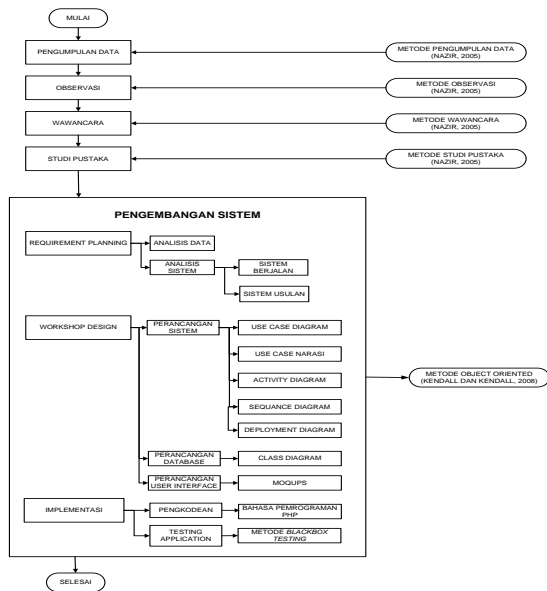 MULAI
PENGUMPULAN DATA
METODE PENGUMPULAN DATA
(NAZIR, 2005)
OBSERVASI
METODE OBSERVASI
(NAZIR, 2005)
WAWANCARA
METODE WAWANCARA
(NAZIR, 2005)
STUDI PUSTAKA
METODE STUDI PUSTAKA
(NAZIR, 2005)
PENGEMBANGAN SISTEM
REQUIREMENT PLANNING
ANALISIS DATA
ANALISIS
SISTEM
SISTEM
BERJALAN
SISTEM USULAN
WORKSHOP DESIGN
PERANCANGAN
SISTEM
USE CASE DIAGRAM
USE CASE NARASI
ACTIVITY DIAGRAM
SEQUANCE DIAGRAM
DEPLOYMENT DIAGRAM
PERANCANGAN
DATABASE
CLASS DIAGRAM
PERANCANGAN
USER INTERFACE
MOQUPS
METODE OBJECT ORIENTED
(KENDALL DAN KENDALL, 2008)
IMPLEMENTASI
PENGKODEAN
BAHASA PEMROGRAMAN
PHP
TESTING
APPLICATION
METODE BLACKBOX
TESTING
SELESAI